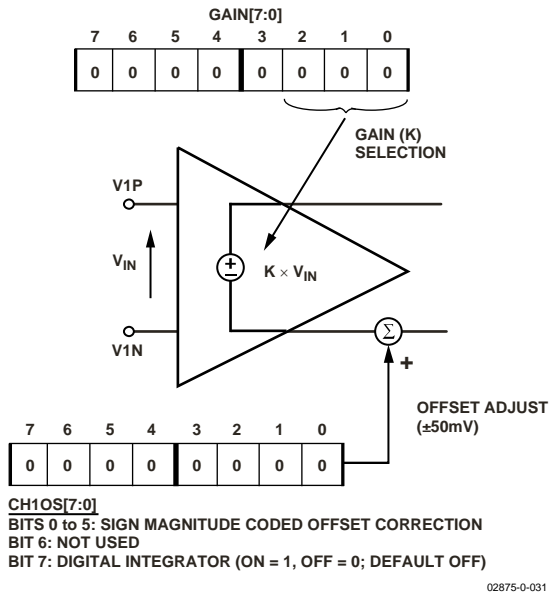 GAIN[7:0]
7 6 5 4 3 2 1 0
0 0 0 0 0 0 0 0
GAIN (K)
SELECTION
V1P
VIN
+
−
K × VIN
V1N
Σ
+
OFFSET ADJUST
(±50mV)
7 6 5 4 3 2 1 0
0 0 0 0 0 0 0 0
CH1OS[7:0]
BITS 0 to 5: SIGN MAGNITUDE CODED OFFSET CORRECTION
BIT 6: NOT USED
BIT 7: DIGITAL INTEGRATOR (ON = 1, OFF = 0; DEFAULT OFF)
02875-0-031